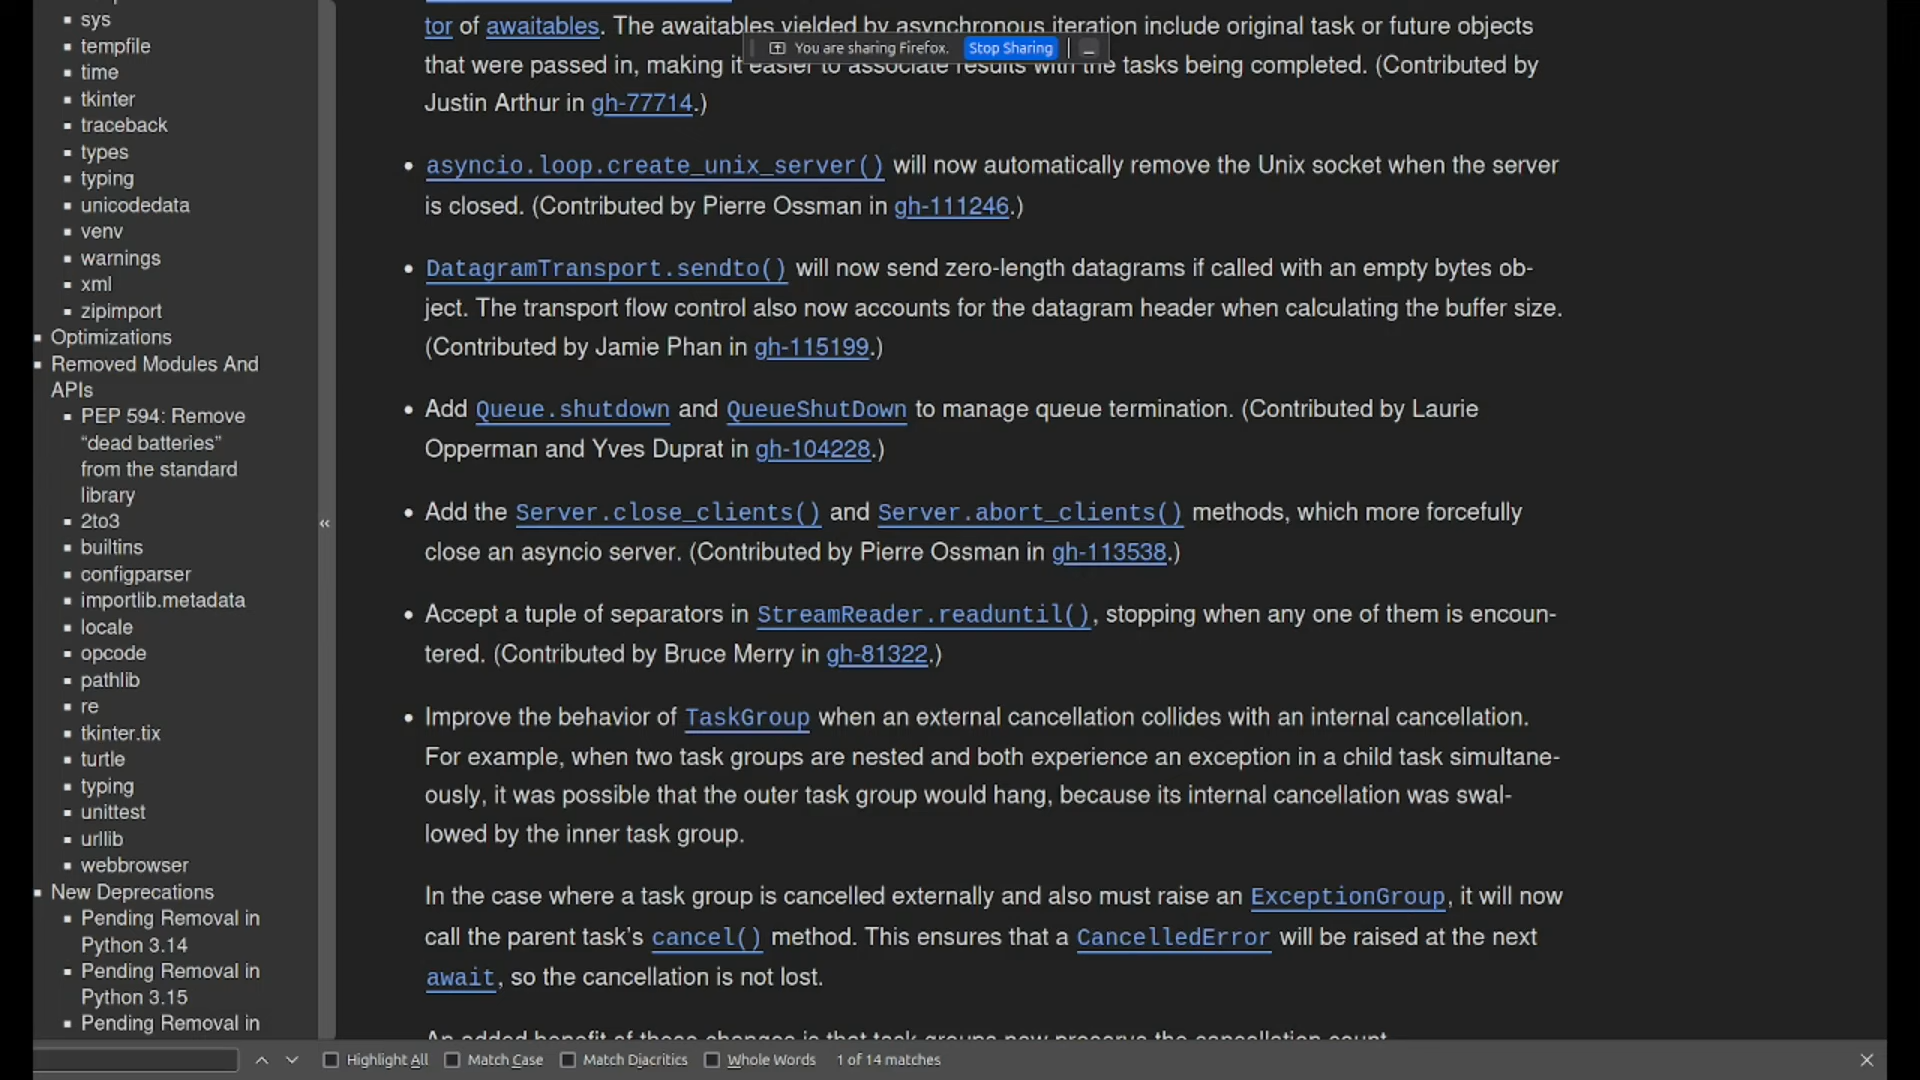 sys
tempfile
time
tkinter
traceback
types
typing
unicodedata
venv
warnings
xml
zipimport
Optimizations
Removed Modules And
APIs
PEP 594: Remove
“dead batteries”
from the standard
library
2to3
builtins
configparser
importlib.metadata
locale
opcode
pathlib
re
tkinter.tix
turtle
typing
unittest
urllib
webbrowser
New Deprecations
Pending Removal in
Python 3.14
Pending Removal in
Python 3.15
Pending Removal in
«
You are sharing Firefox. Stop Sharing
tor of awaitables. The awaitables yielded by asynchronous iteration include original task or future objects
that were passed in, making it easier to associate results with the tasks being completed. (Contributed by
Justin Arthur in gh-77714.)
asyncio.loop.create_unix_server() will now automatically remove the Unix socket when the server
is closed. (Contributed by Pierre Ossman in gh-111246.)
DatagramTransport.sendto() will now send zero-length datagrams if called with an empty bytes ob-
ject. The transport flow control also now accounts for the datagram header when calculating the buffer size.
(Contributed by Jamie Phan in gh-115199.)
Add Queue.shutdown and QueueShutDown to manage queue termination. (Contributed by Laurie
Opperman and Yves Duprat in gh-104228.)
Add the Server.close_clients() and Server.abort_clients() methods, which more forcefully
close an asyncio server. (Contributed by Pierre Ossman in gh-113538.)
Accept a tuple of separators in StreamReader.readuntil(), stopping when any one of them is encoun-
tered. (Contributed by Bruce Merry in gh-81322.)
Improve the behavior of TaskGroup when an external cancellation collides with an internal cancellation.
For example, when two task groups are nested and both experience an exception in a child task simultane-
ously, it was possible that the outer task group would hang, because its internal cancellation was swal-
lowed by the inner task group.
In the case where a task group is cancelled externally and also must raise an ExceptionGroup, it will now
call the parent task’s cancel() method. This ensures that a CancelledError will be raised at the next
await, so the cancellation is not lost.
An added benefit of these changes is that task groups now preserve the cancellation count
Highlight All Match Case Match Diacritics Whole Words 1 of 14 matches